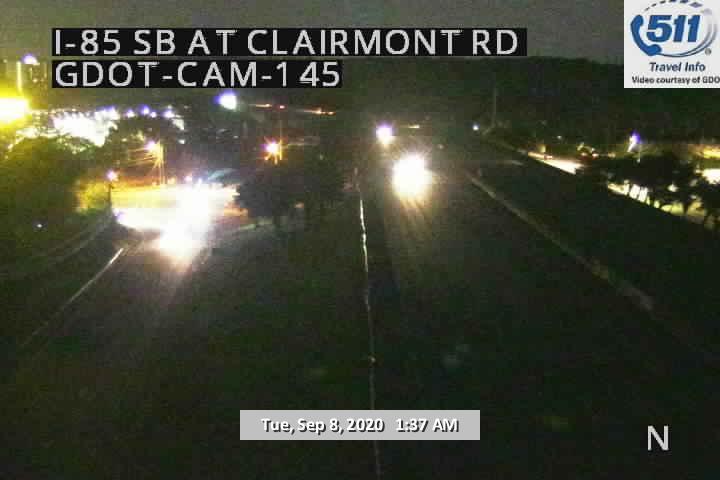 I-85 SB AT CLAIRMONT RD
GDOT-CAM-145
511
Travel Info
Video courtesy of GDO
Tue, Sep 8, 2020 1:37 AM
N